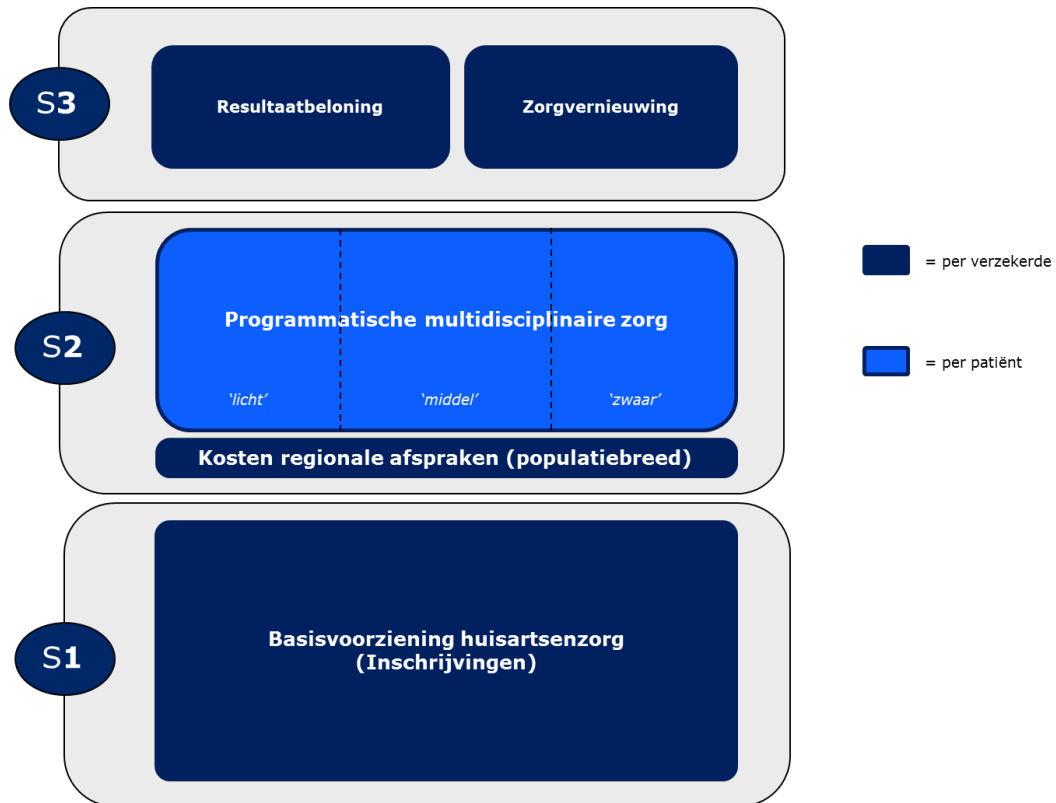 S3
Resultaatbeloning
Zorgvernieuwing
S2
Programmatische multidisciplinaire zorg
‘licht’
‘middel’
‘zwaar’
Kosten regionale afspraken (populatiebreed)
S1
Basisvoorziening huisartsenzorg
(Inschrijvingen)
= per verzekerde
= per patiënt